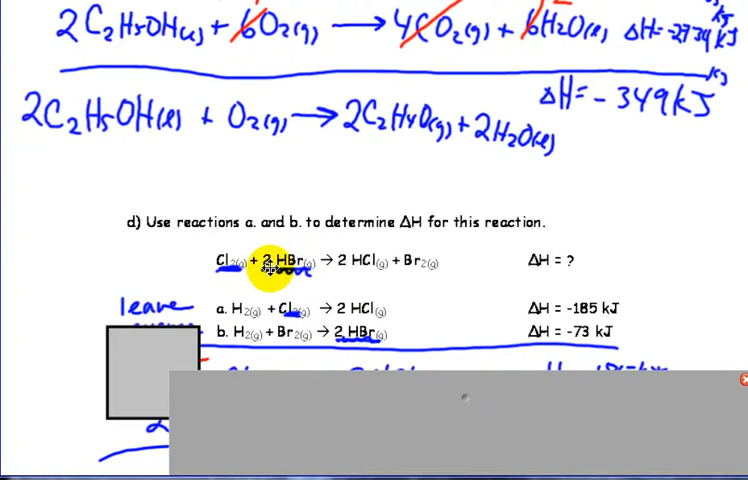 2C₂H₅OH(l) + 6O₂(g) → 4CO₂(g) + 6H₂O(l) ΔH=-2734 kJ
kJ
2C₂H₅OH(l) + O₂(g) → 2C₂H₄O(g) + 2H₂O(l) ΔH = -349 kJ
d) Use reactions a. and b. to determine ΔH for this reaction.
Cl₂(g) + 2 HBr(g) → 2 HCl(g) + Br₂(g) ΔH = ?
leave a. H₂(g) + Cl₂(g) → 2 HCl(g) ΔH = -185 kJ
b. H₂(g) + Br₂(g) → 2 HBr(g) ΔH = -73 kJ